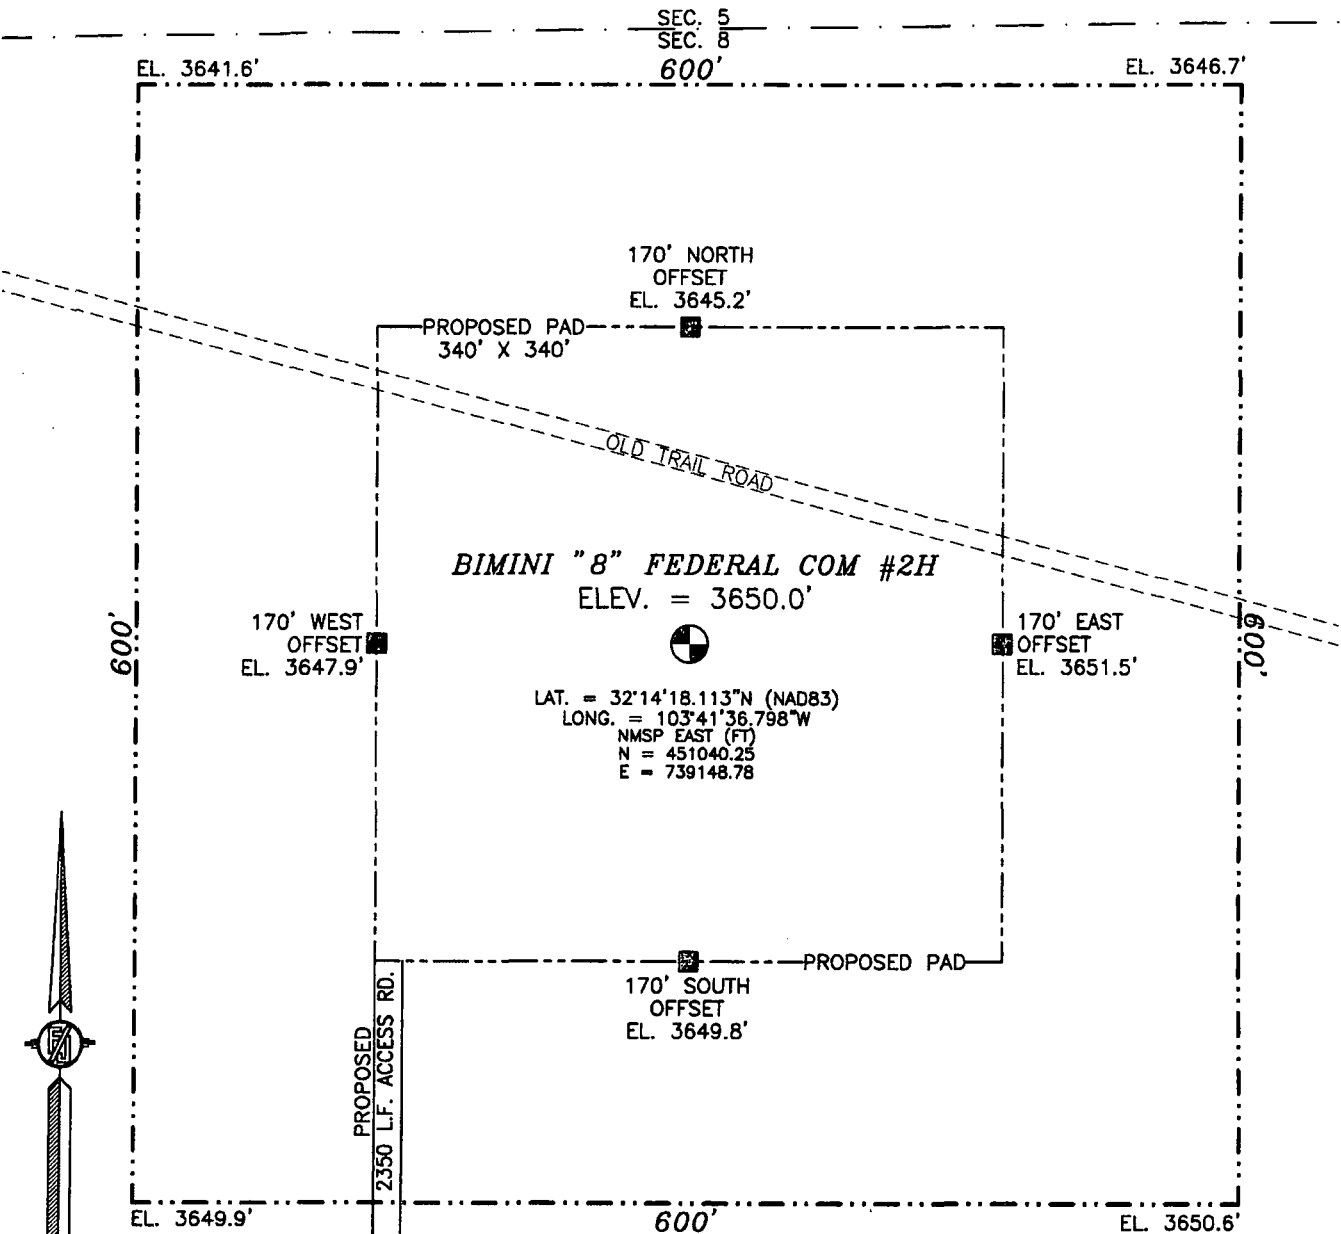 SEC. 5
SEC. 8
EL. 3641.6'
600'
EL. 3646.7'
170' NORTH
OFFSET
EL. 3645.2'
PROPOSED PAD
340' X 340'
OLD TRAIL ROAD
BIMINI "8" FEDERAL COM #2H
ELEV. = 3650.0'
600'
170' WEST
OFFSET
EL. 3647.9'
170' EAST
OFFSET
EL. 3651.5'
600'
LAT. = 32°14'18.113"N (NAD83)
LONG. = 103°41'36.798"W
NMSP EAST (FT)
N = 451040.25
E = 739148.78
PROPOSED PAD
170' SOUTH
OFFSET
EL. 3649.8'
PROPOSED
2350 L.F. ACCESS RD.
EL. 3649.9'
600'
EL. 3650.6'